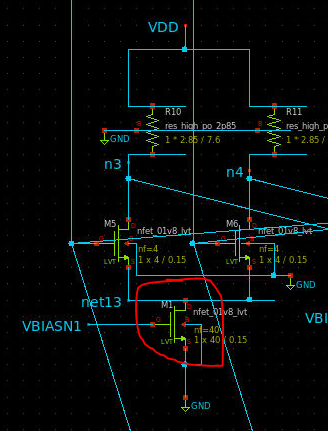 VDD
R10
R11
res_high_po_2p85
res_high_p
GND
1 * 2.85 / 7.6
1 * 2.85 /
n3
n4
M5
nfet_01v8_lvt
M6
nfet_01v8_lvt
nf=4
nf=4
LVT
1 x 4 / 0.15
LVT
1 x 4 / 0.15
GND
net13
M1
nfet_01v8_lvt
VBIASN1
VBI
nf=40
LVT
1 x 40 / 0.15
GND